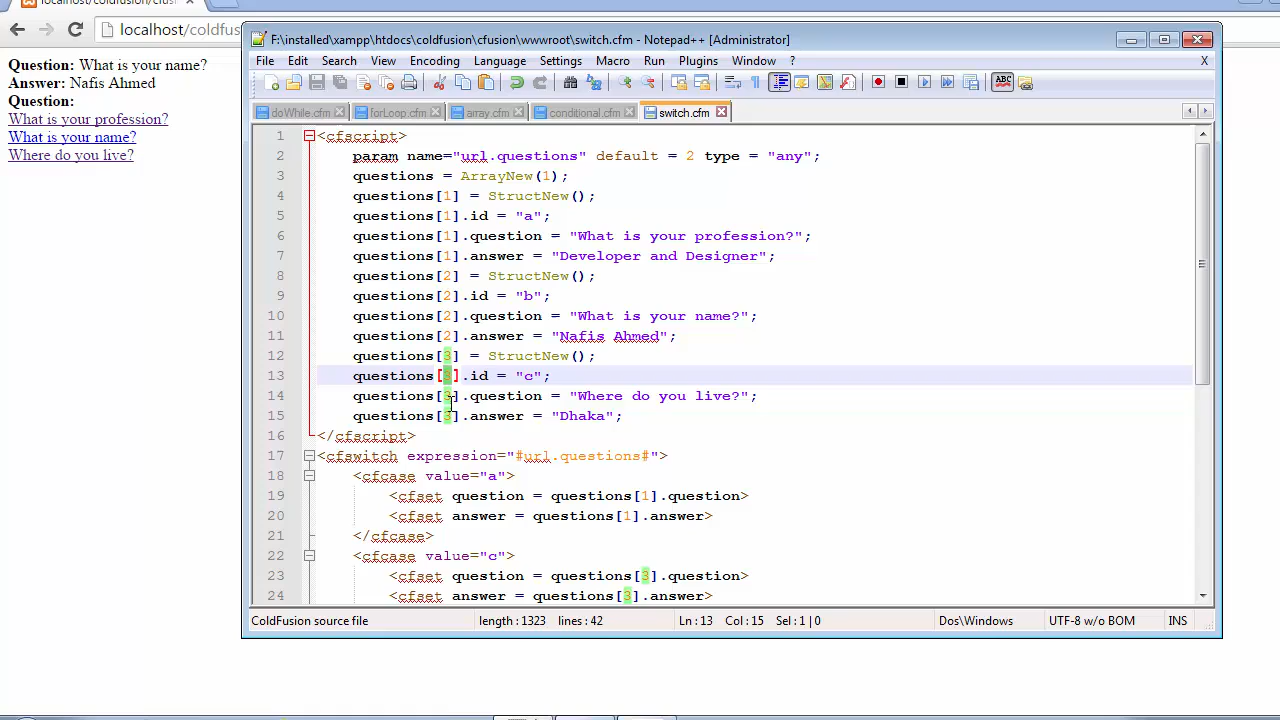 localhost/coldfusion/cfus
localhost/coldfus
Question: What is your name?
Answer: Nafis Ahmed
Question:
What is your profession?
What is your name?
Where do you live?
F:\installed\xampp\htdocs\coldfusion\cfusion\wwwroot\switch.cfm - Notepad++ [Administrator]
File Edit Search View Encoding Language Settings Macro Run Plugins Window ? X
doWhile.cfm forLoop.cfm array.cfm conditional.cfm switch.cfm
1 <cfscript>
2 param name="url.questions" default = 2 type = "any";
3 questions = ArrayNew(1);
4 questions[1] = StructNew();
5 questions[1].id = "a";
6 questions[1].question = "What is your profession?";
7 questions[1].answer = "Developer and Designer";
8 questions[2] = StructNew();
9 questions[2].id = "b";
10 questions[2].question = "What is your name?";
11 questions[2].answer = "Nafis Ahmed";
12 questions[3] = StructNew();
13 questions[3].id = "c";
14 questions[3].question = "Where do you live?";
15 questions[3].answer = "Dhaka";
16 </cfscript>
17 <cfswitch expression="#url.questions#">
18 <cfcase value="a">
19 <cfset question = questions[1].question>
20 <cfset answer = questions[1].answer>
21 </cfcase>
22 <cfcase value="c">
23 <cfset question = questions[3].question>
24 <cfset answer = questions[3].answer>
ColdFusion source file length : 1323 lines : 42 Ln : 13 Col : 15 Sel : 1 | 0 Dos\Windows UTF-8 w/o BOM INS